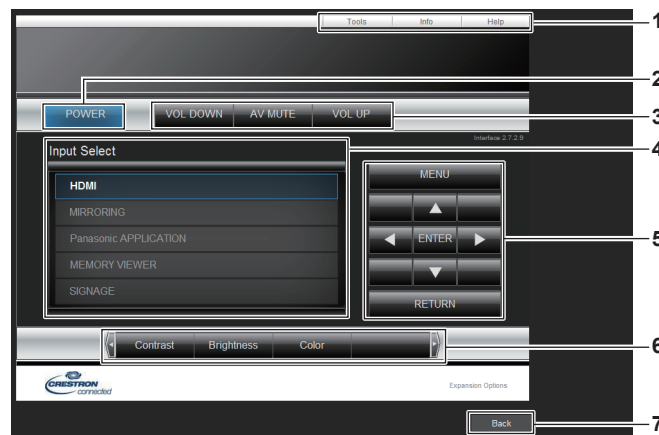 Tools Info Help 1
2
POWER VOL DOWN AV MUTE VOL UP 3
Interface 2.7.2.9
Input Select 4
HDMI
MIRRORING
Panasonic APPLICATION
MEMORY VIEWER
SIGNAGE
MENU
ENTER 5
RETURN
Contrast Brightness Color 6
CRESTRON
connected
Expansion Options
Back 7